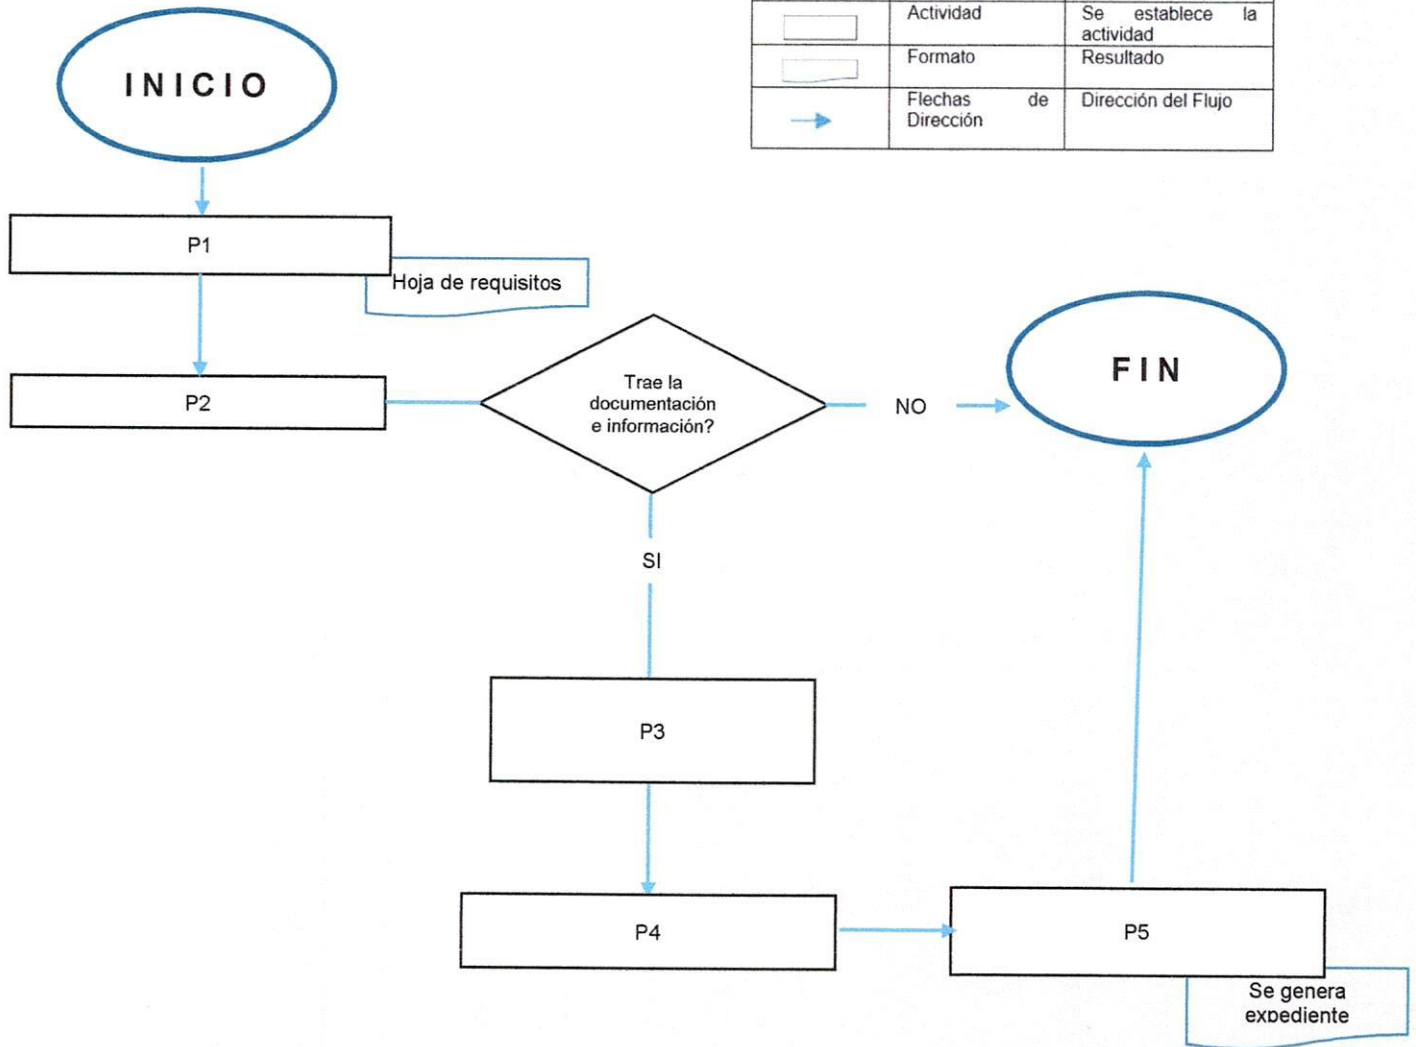 Actividad
Se establece la
actividad
Formato
Resultado
Flechas de
Dirección
Dirección del Flujo
INICIO
P1
Hoja de requisitos
P2
Trae la
documentación
e información?
NO
FIN
SI
P3
P4
P5
Se genera
expediente